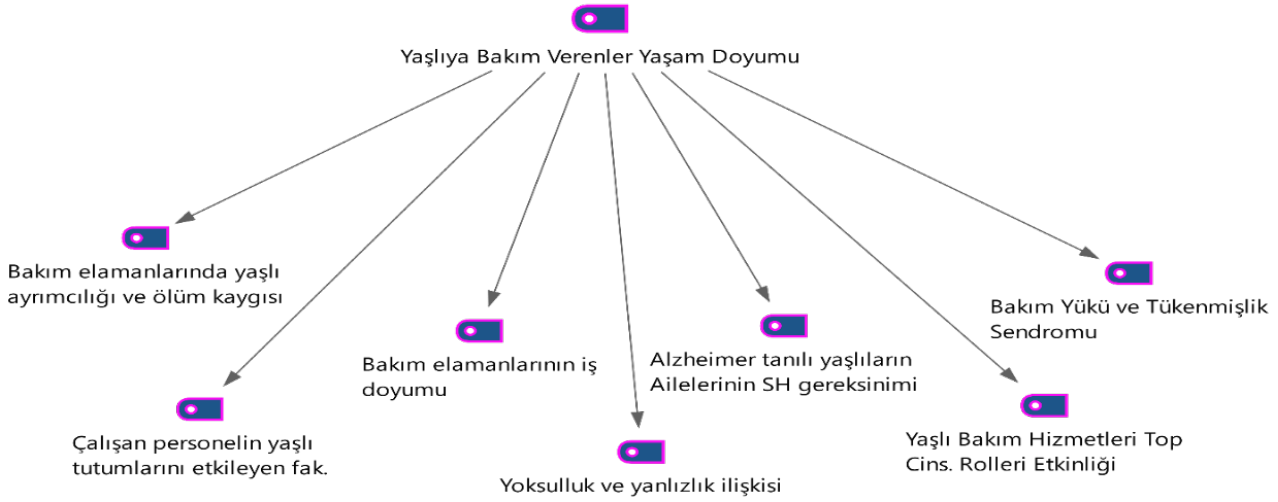 Yaşlıya Bakım Verenler Yaşam Doyumu
Bakım elamanlarında yaşlı
ayrımcılığı ve ölüm kaygısı
Çalışan personelin yaşlı
tutumlarını etkileyen fak.
Bakım elamanlarının iş
doyumu
Yoksulluk ve yanlızlık ilişkisi
Alzheimer tanılı yaşlıların
Ailelerinin SH gereksinimi
Yaşlı Bakım Hizmetleri Top
Cins. Rolleri Etkinliği
Bakım Yükü ve Tükenmişlik
Sendromu